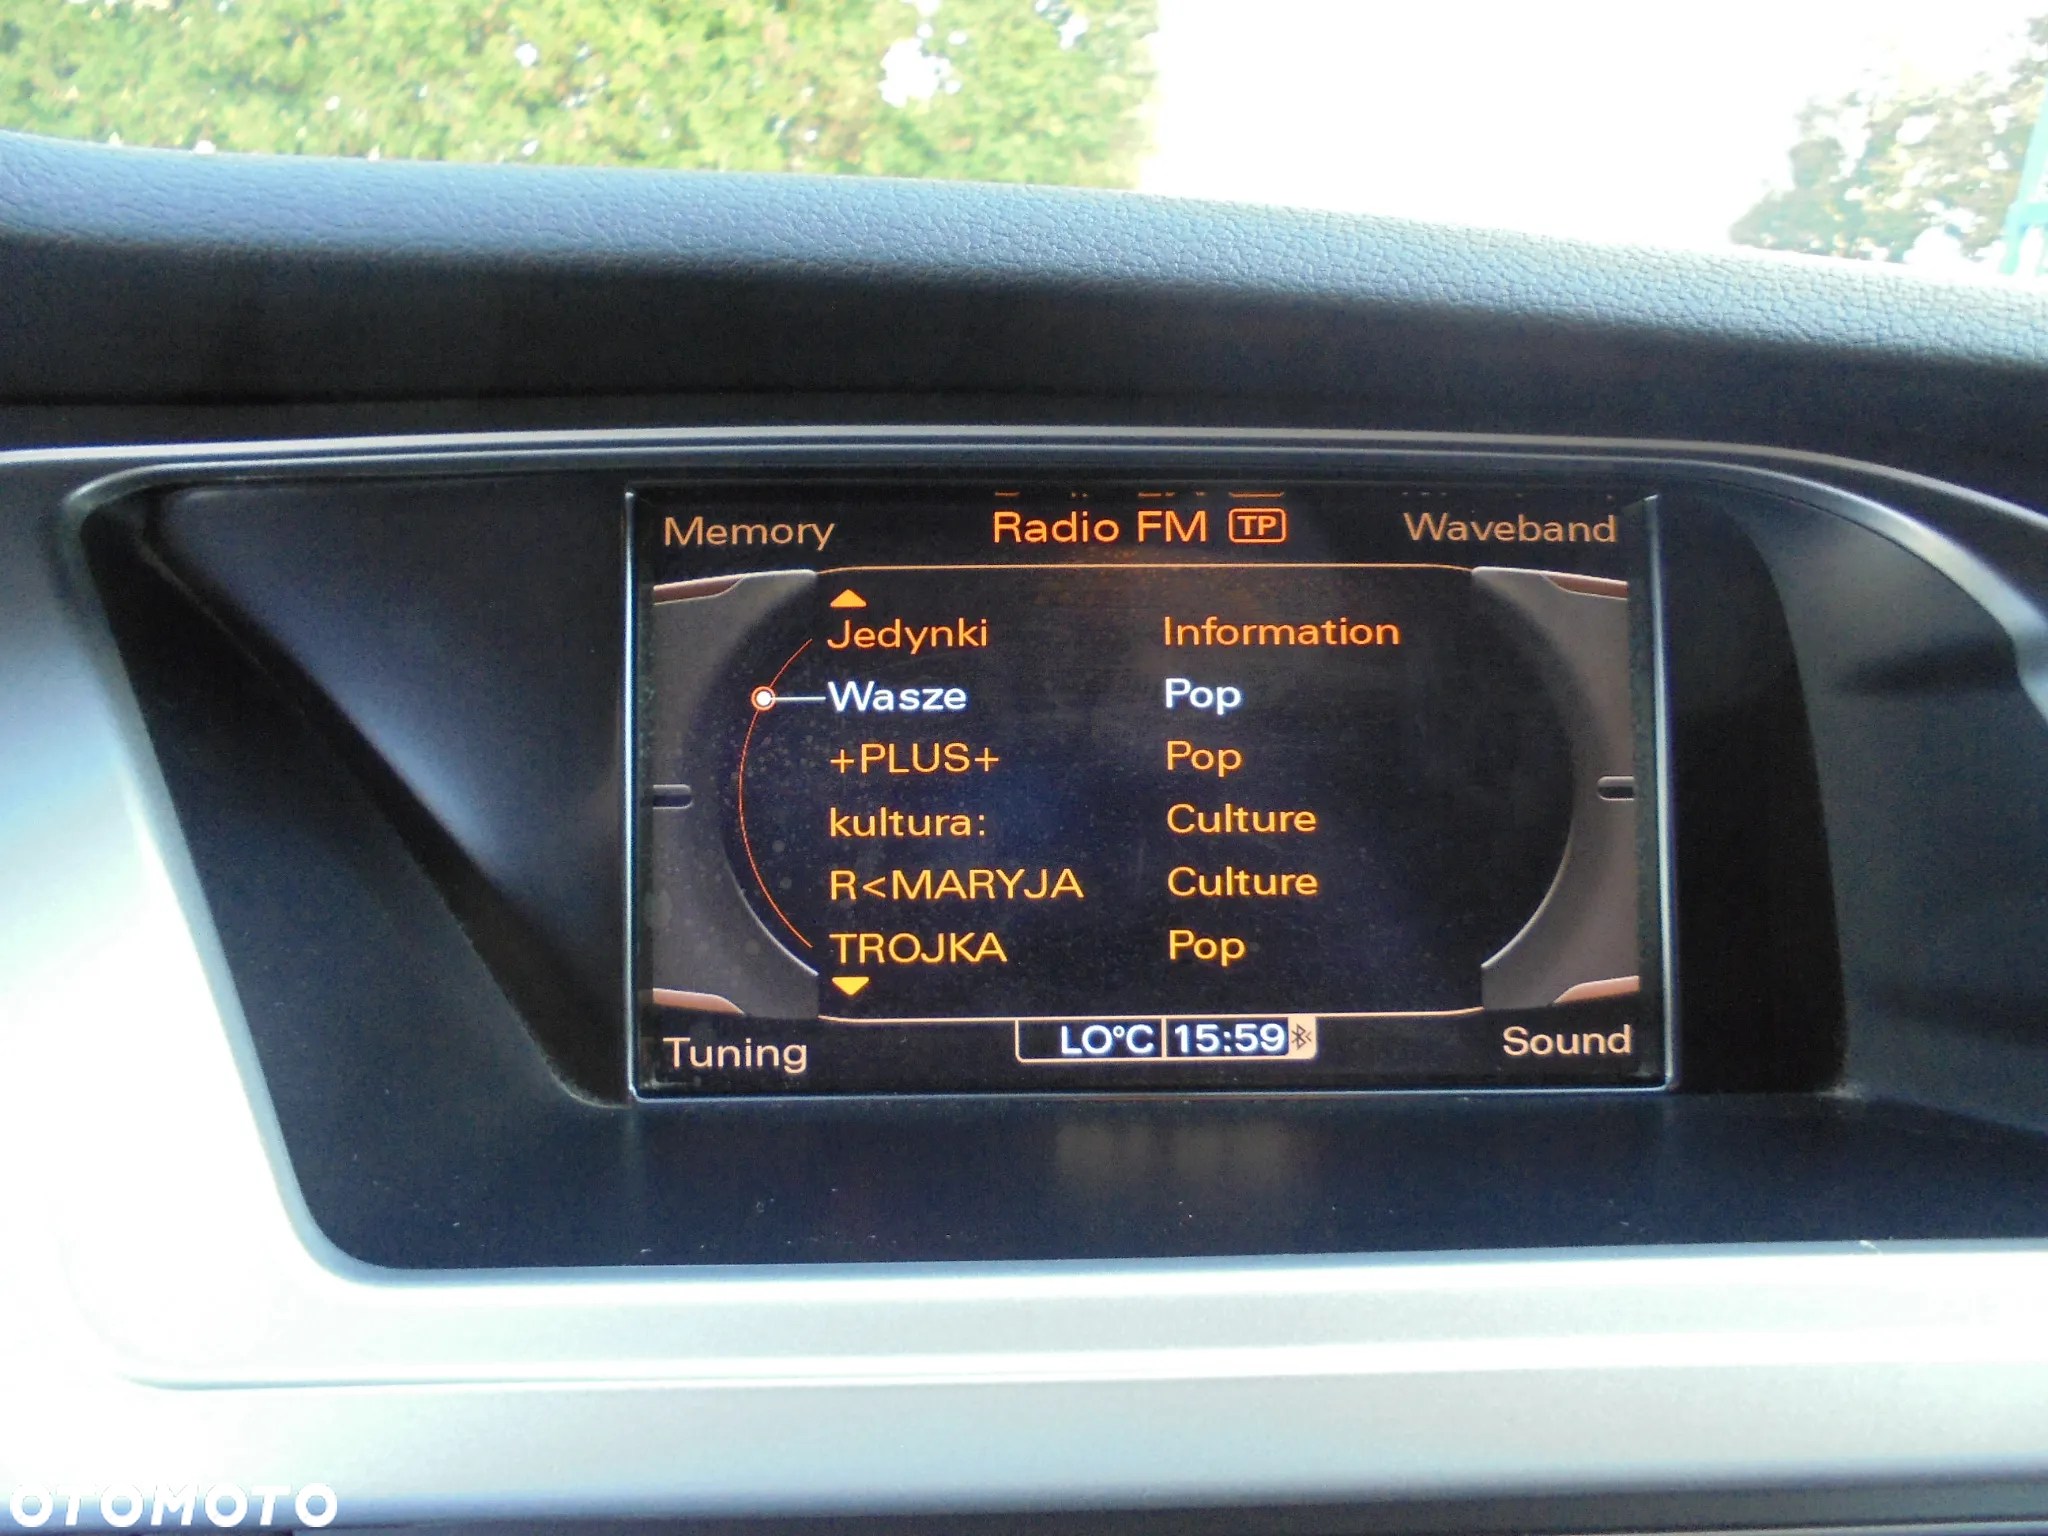 Memory Radio FM TP Waveband
Jedynki Information
Wasze Pop
+PLUS+ Pop
kultura: Culture
R<MARYJA Culture
TROJKA Pop
Tuning LO°C 15:59 Sound
OTOMOTO